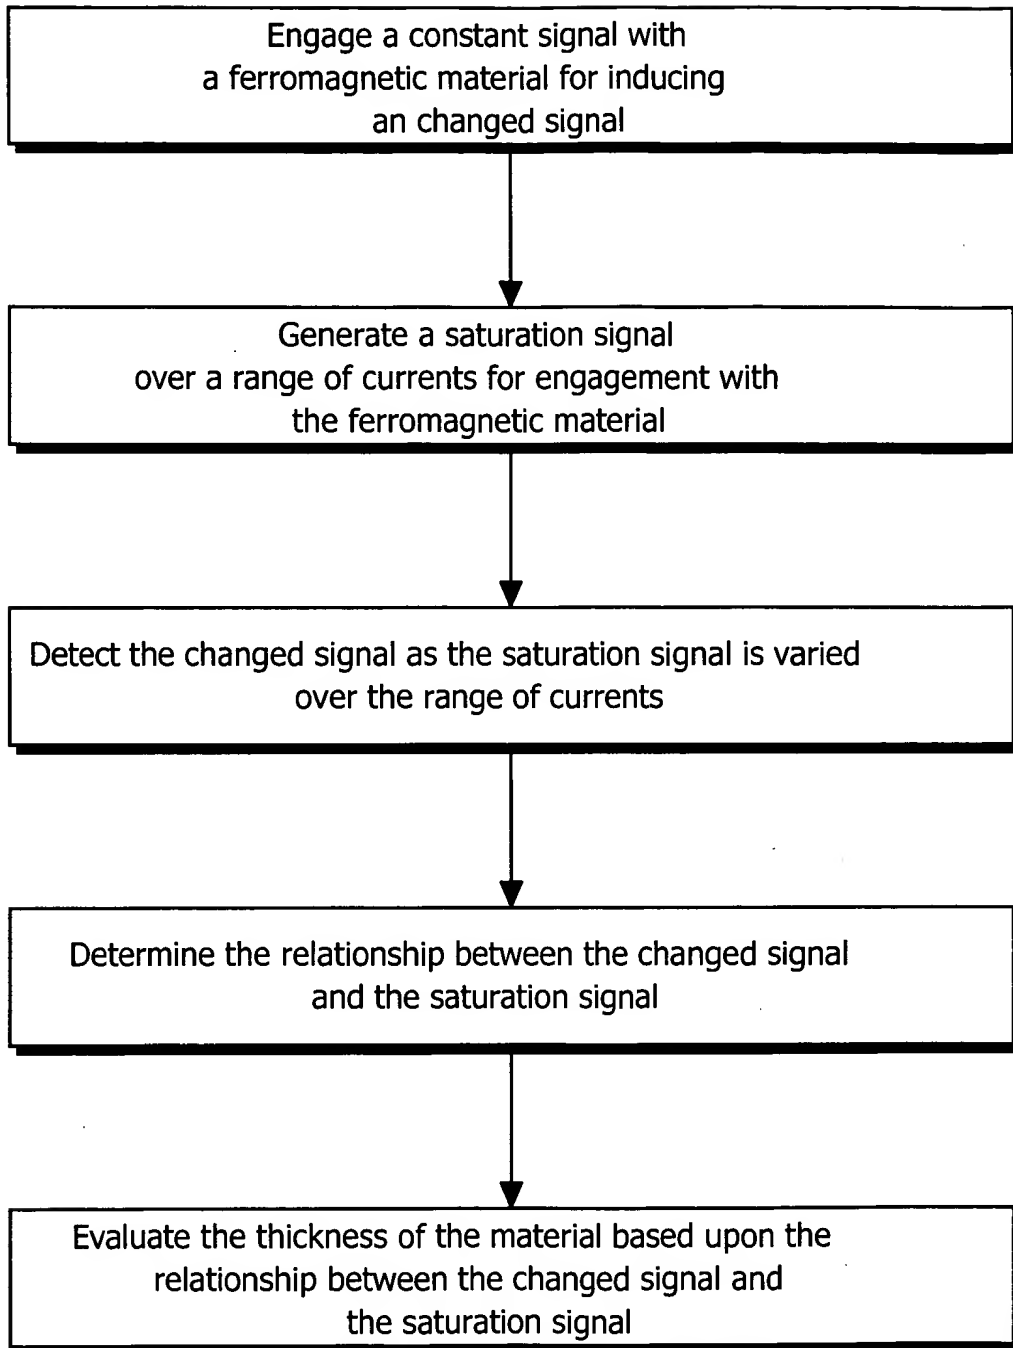 Engage a constant signal with
a ferromagnetic material for inducing
an changed signal
Generate a saturation signal
over a range of currents for engagement with
the ferromagnetic material
Detect the changed signal as the saturation signal is varied
over the range of currents
Determine the relationship between the changed signal
and the saturation signal
Evaluate the thickness of the material based upon the
relationship between the changed signal and
the saturation signal